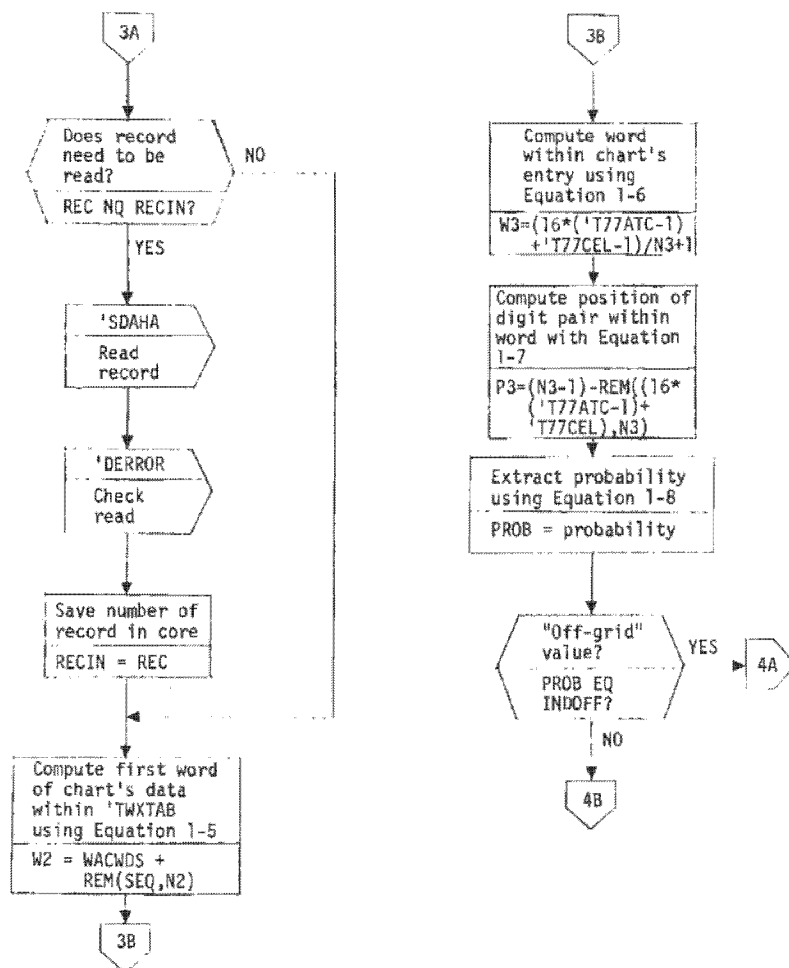 3A
Does record
need to be
read?
NO
REC NQ RECIN?
YES
'SDAHA
Read
record
'DERROR
Check
read
Save number of
record in core
RECIN = REC
Compute first word
of chart's data
within 'TWXTAB
using Equation 1-5
W2 = WACWDS +
REM(SEQ,N2)
3B
3B
Compute word
within chart's
entry using
Equation 1-6
W3=(16*('T77ATC-1)
+'T77CEL-1)/N3+1
Compute position of
digit pair within
word with Equation
1-7
P3=(N3-1)-REM((16*
('T77ATC-1)+
'T77CEL),N3)
Extract probability
using Equation 1-8
PROB = probability
"Off-grid"
value?
YES
4A
PROB EQ
INDOFF?
NO
4B